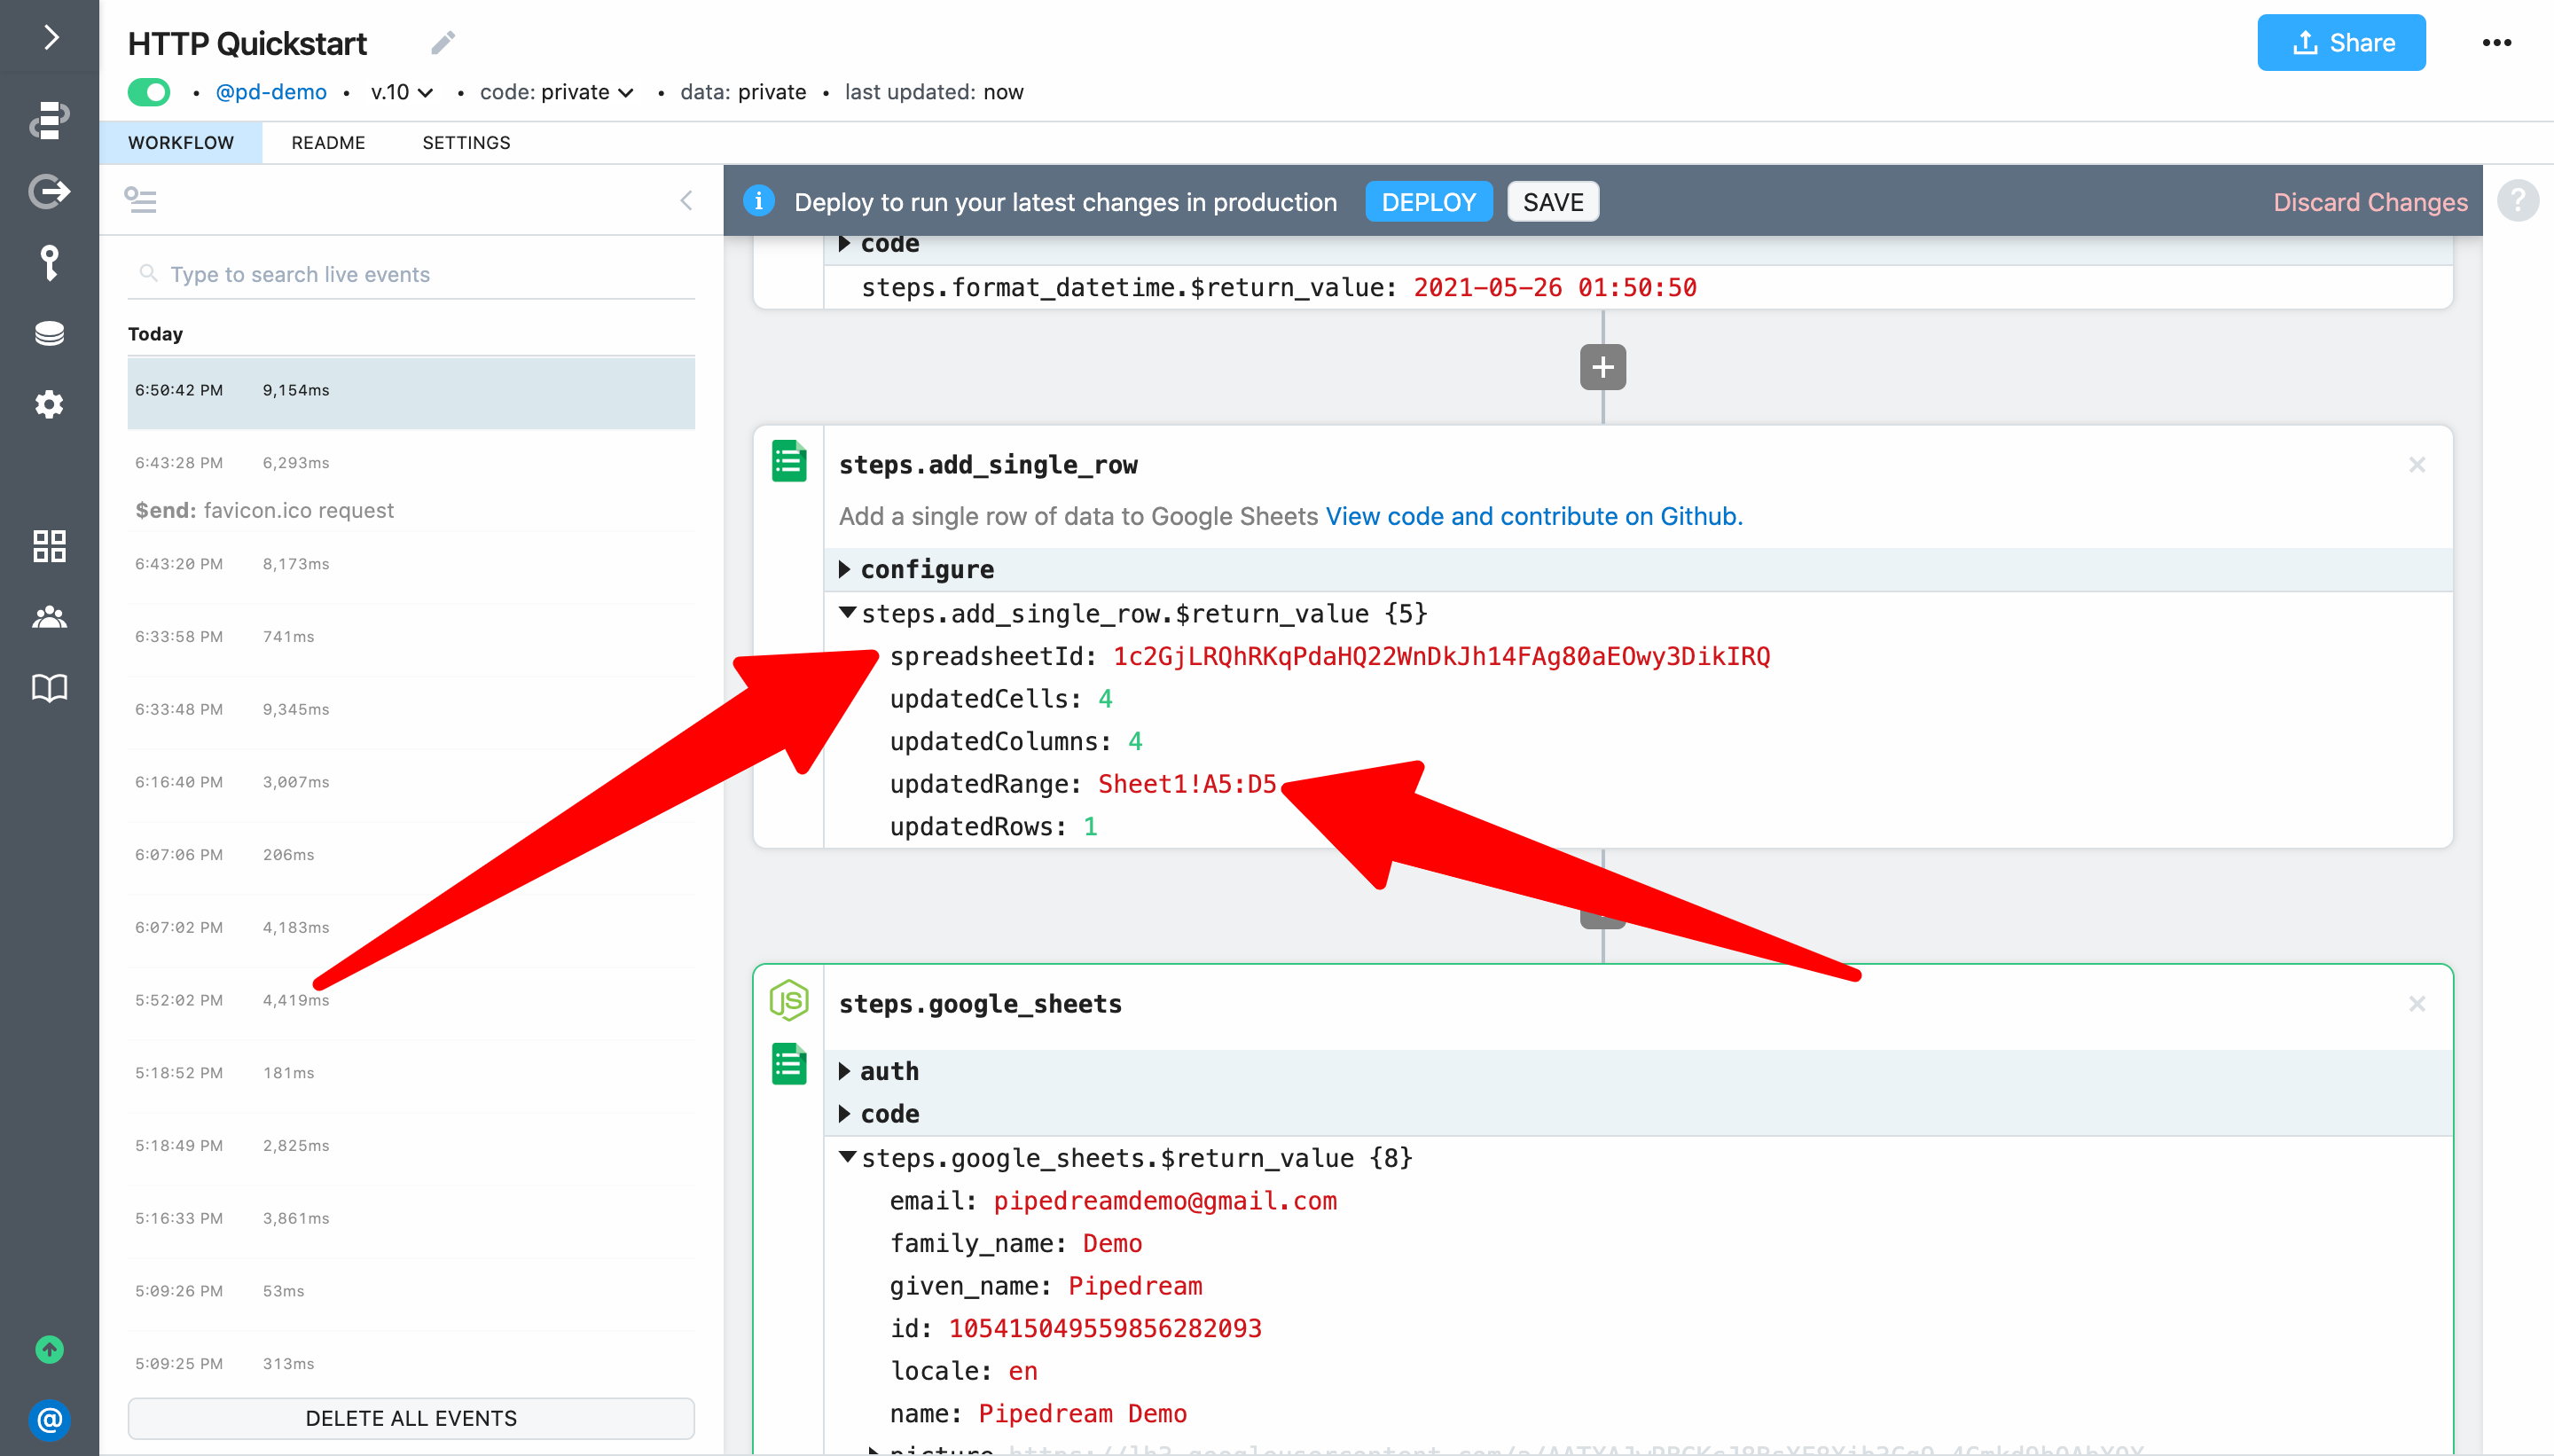 HTTP Quickstart
Share
• @pd-demo • v.10 • code: private • data: private • last updated: now
WORKFLOW README SETTINGS
i Deploy to run your latest changes in production DEPLOY SAVE Discard Changes ?
Type to search live events
Today
6:50:42 PM 9,154ms
6:43:28 PM 6,293ms
$end: favicon.ico request
6:43:20 PM 8,173ms
6:33:58 PM 741ms
6:33:48 PM 9,345ms
6:16:40 PM 3,007ms
6:07:06 PM 206ms
6:07:02 PM 4,183ms
5:52:02 PM 4,419ms
5:18:52 PM 181ms
5:18:49 PM 2,825ms
5:16:33 PM 3,861ms
5:09:26 PM 53ms
5:09:25 PM 313ms
DELETE ALL EVENTS
@
code
steps.format_datetime.$return_value: 2021-05-26 01:50:50
steps.add_single_row
Add a single row of data to Google Sheets View code and contribute on Github.
configure
steps.add_single_row.$return_value {5}
spreadsheetId: 1c2GjLRQhRKqPdaHQ22WnDkJh14FAg80aEOwy3DikIRQ
updatedCells: 4
updatedColumns: 4
updatedRange: Sheet1!A5:D5
updatedRows: 1
JS
steps.google_sheets
auth
code
steps.google_sheets.$return_value {8}
email: pipedreamdemo@gmail.com
family_name: Demo
given_name: Pipedream
id: 105415049559856282093
locale: en
name: Pipedream Demo
picture